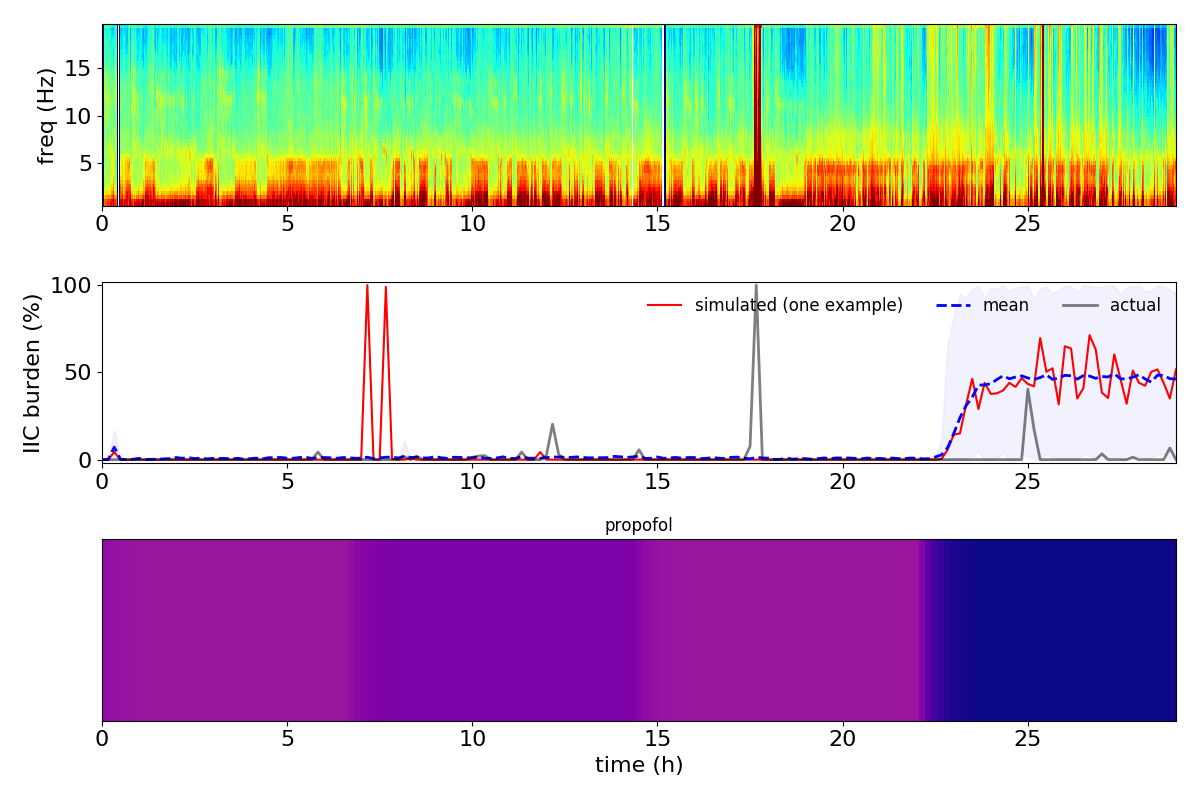 freq (Hz)
15
10
5
0 5 10 15 20 25
IIC burden (%)
100
50
0
simulated (one example) mean actual
0 5 10 15 20 25
propofol
0 5 10 15 20 25
time (h)